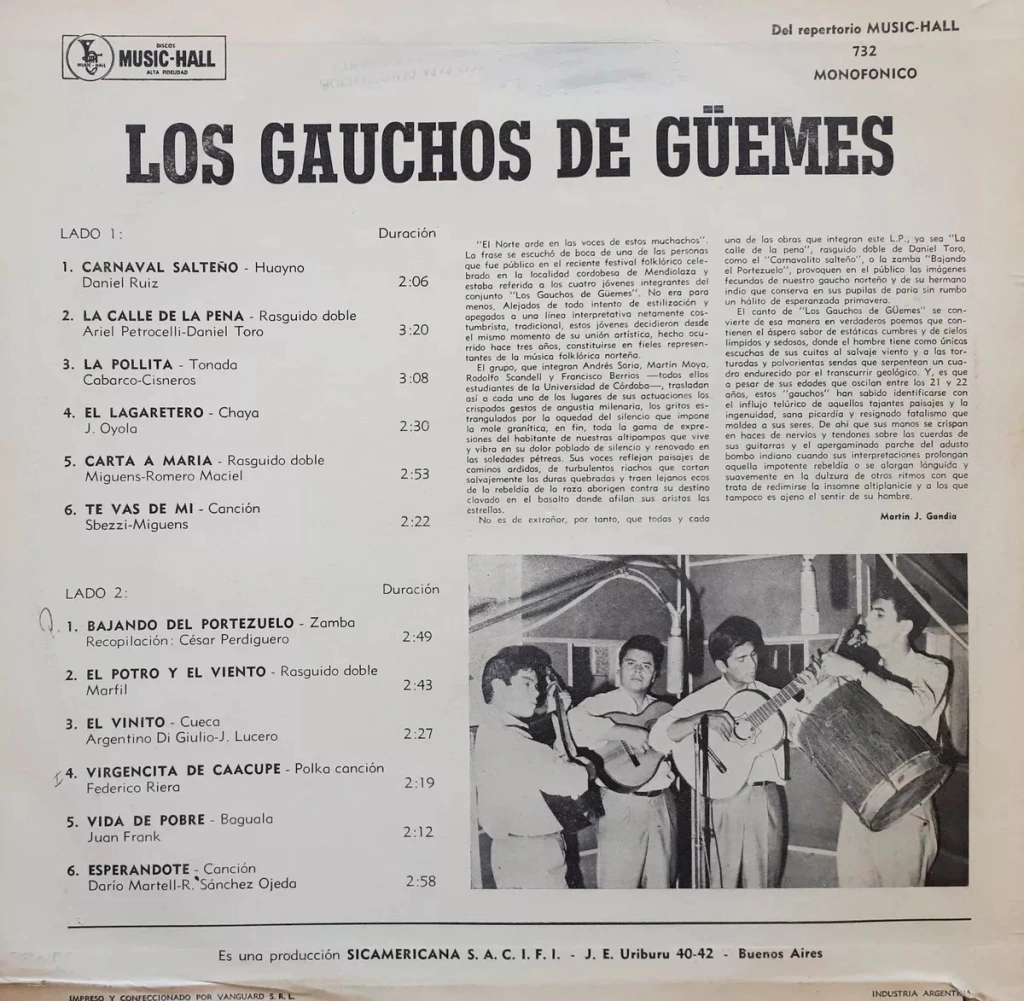 DISCOS
MUSIC-HALL
ALTA FIDELIDAD
MUSIC-HALL
Del repertorio MUSIC-HALL
732
MONOFONICO
LOS GAUCHOS DE GÜEMES
LADO 1: Duración
1. CARNAVAL SALTEÑO - Huayno
Daniel Ruiz 2:06
2. LA CALLE DE LA PENA - Rasguido doble
Ariel Petrocelli-Daniel Toro 3:20
3. LA POLLITA - Tonada
Cabarco-Cisneros 3:08
4. EL LAGARETERO - Chaya
J. Oyola 2:30
5. CARTA A MARIA - Rasguido doble
Miguens-Romero Maciel 2:53
6. TE VAS DE MI - Canción
Sbezzi-Miguens 2:22
LADO 2: Duración
1. BAJANDO DEL PORTEZUELO - Zamba
Recopilación: César Perdiguero 2:49
2. EL POTRO Y EL VIENTO - Rasguido doble
Marfil 2:43
3. EL VINITO - Cueca
Argentino Di Giulio-J. Lucero 2:27
4. VIRGENCITA DE CAACUPE - Polka canción
Federico Riera 2:19
5. VIDA DE POBRE - Baguala
Juan Frank 2:12
6. ESPERANDOTE - Canción
Darío Martell-R. Sánchez Ojeda 2:58
"El Norte arde en las voces de estos muchachos".
La frase se escuchó de boca de una de las personas
que fue público en el reciente festival folklórico cele-
brado en la localidad cordobesa de Mendiolaza y
estaba referida a los cuatro jóvenes integrantes del
conjunto "Los Gauchos de Güemes". No era para
menos. Alejados de todo intento de estilización y
apegados a una línea interpretativa netamente cos-
tumbrista, tradicional, estos jóvenes decidieron desde
el mismo momento de su unión artística, hecho ocu-
rrido hace tres años, constituirse en fieles represen-
tantes de la música folklórica norteña.
El grupo, que integran Andrés Soria, Martín Moya,
Rodolfo Scandell y Francisco Berrios —todos ellos
estudiantes de la Universidad de Córdoba—, trasladan
así a cada uno de los lugares de sus actuaciones los
crispados gestos de angustia milenaria, los gritos es-
trangulados por la oquedad del silencio que impone
la mole granítica, en fin, toda la gama de expre-
siones del habitante de nuestras altipampas que vive
y vibra en su dolor poblado de silencio y renovado en
las soledades pétreas. Sus voces reflejan paisajes de
caminos ardidos, de turbulentos riachos que cortan
salvajemente las duras quebradas y traen lejanos ecos
de la rebeldía de la raza aborigen contra su destino
clavado en el basalto donde afilan sus aristas las
estrellas.
No es de extrañar, por tanto, que todas y cada
una de las obras que integran este L.P., ya sea "La
calle de la pena", rasguido doble de Daniel Toro,
como el "Carnavalito salteño", o la zamba "Bajando
el Portezuelo", provoquen en el público las imágenes
fecundas de nuestro gaucho norteño y de su hermano
indio que conserva en sus pupilas de paria sin rumbo
un hálito de esperanzada primavera.
El canto de "Los Gauchos de GÜemes" se con-
vierte de esa manera en verdaderos poemas que con-
tienen el áspero sabor de estáticas cumbres y de cielos
límpidos y sedosos, donde el hombre tiene como únicos
escuchas de sus cuitas al salvaje viento y a las tor-
turadas y polvorientas sendas que serpentean un cua-
dro endurecido por el transcurrir geológico. Y, es que
a pesar de sus edades que oscilan entre los 21 y 22
años, estos "gauchos" han sabido identificarse con
el influjo telúrico de aquellos tajantes paisajes y la
ingenuidad, sana picardía y resignado fatalismo que
moldea a sus seres. De ahí que sus manos se crispan
en haces de nervios y tendones sobre las cuerdas de
sus guitarras y el apergaminado parche del adusto
bombo indiano cuando sus interpretaciones prolongan
aquella impotente rebeldía o se alargan lánguida y
suavemente en la dulzura de otros ritmos con que
trata de redimirse la insomne altiplanicie y a los que
tampoco es ajeno el sentir de su hombre.
Martín J. Gandia
Es una producción SICAMERICANA S. A. C. I. F. I. - J. E. Uriburu 40-42 - Buenos Aires
IMPRESO Y CONFECCIONADO POR VANGUARD S. R. L.
INDUSTRIA ARGENTINA